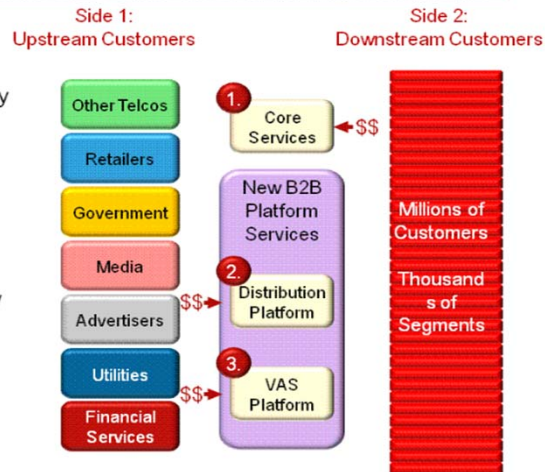 Side 1:
Upstream Customers
Side 2:
Downstream Customers
y
Other Telcos
Retailers
Government
Media
Advertisers
Utilities
Financial
Services
1.
Core
Services
$$
New B2B
Platform
Services
2.
$$
Distribution
Platform
3.
$$
VAS
Platform
Millions of
Customers
Thousand
s of
Segments